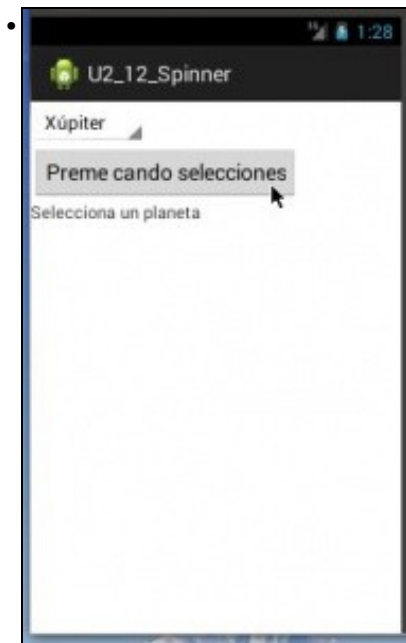 1:28
U2_12_Spinner
Xúpiter
Preme cando selecciones
Selecciona un planeta